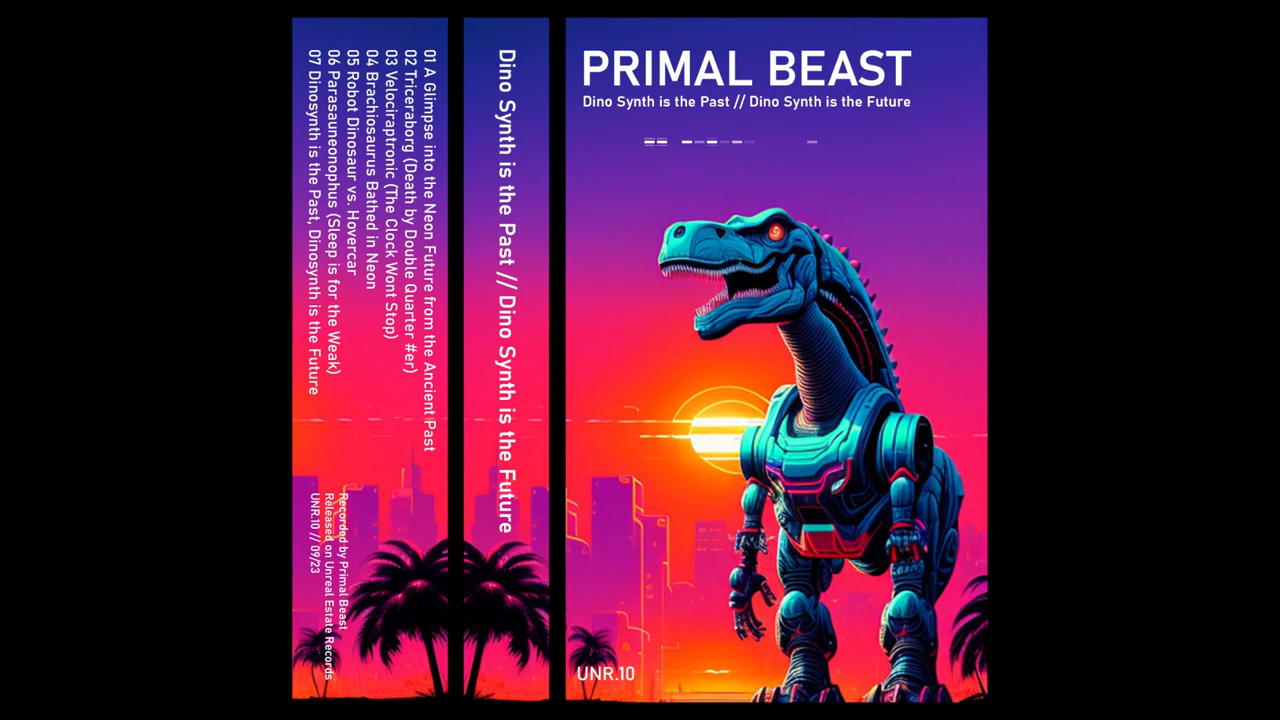 01 A Glimpse into the Neon Future from the Ancient Past
02 Triceraborg (Death by Double Quarter #er)
03 Velociraptronic (The Clock Wont Stop)
04 Brachiosaurus Bathed in Neon
05 Robot Dinosaur vs. Hovercar
06 Parasauneonophus (Sleep is for the Weak)
07 Dinosynth is the Past, Dinosynth is the Future
Recorded by Primal Beast
Released on Unreal Estate Records
UNR.10 // 09/23
Dino Synth is the Past // Dino Synth is the Future
PRIMAL BEAST
Dino Synth is the Past // Dino Synth is the Future
UNR.10